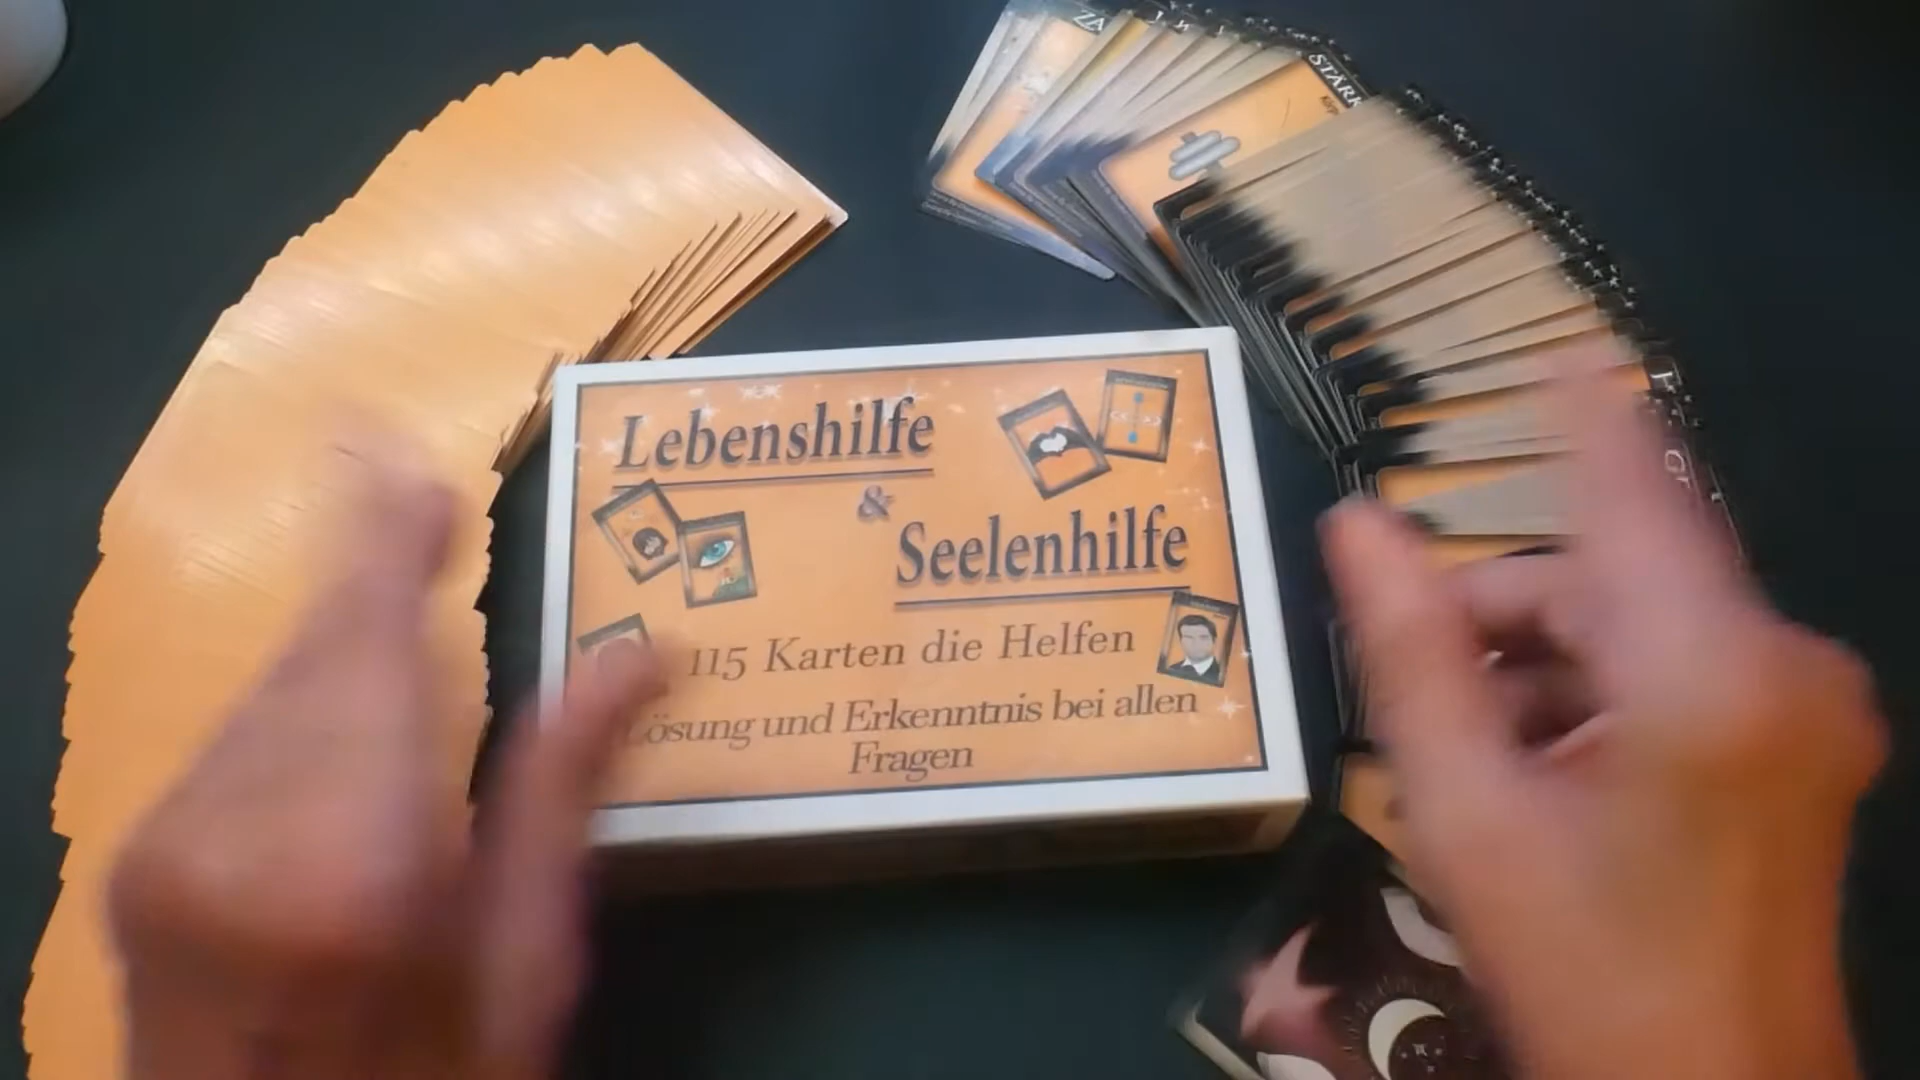 STÄRK
Lebenshilfe
&
Seelenhilfe
115 Karten die Helfen
Lösung und Erkenntnis bei allen
Fragen